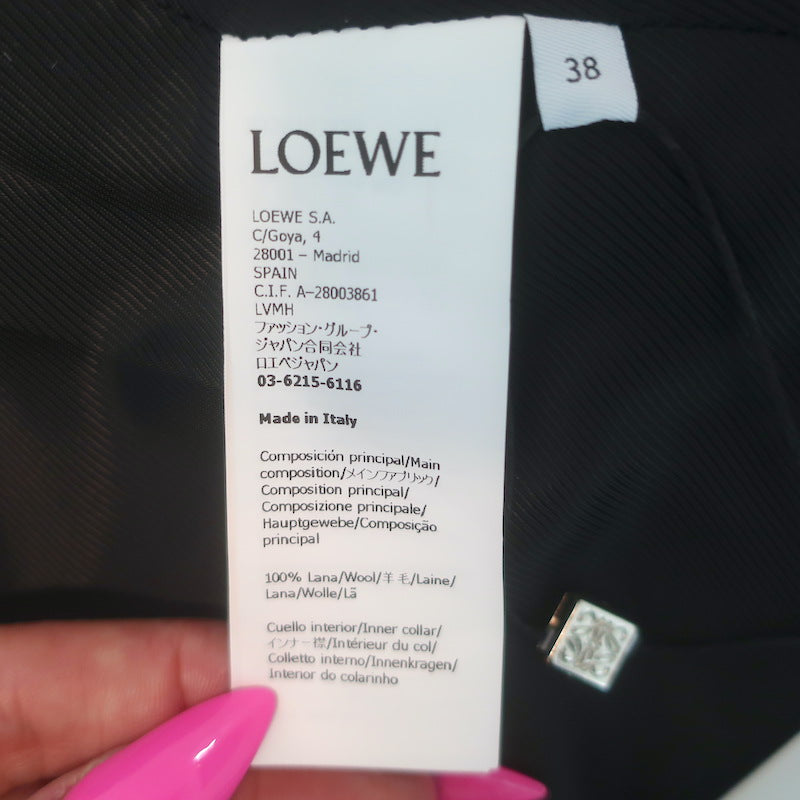 LOEWE
LOEWE S.A.
C/Goya, 4
28001 – Madrid
SPAIN
C.I.F. A–28003861
LVMH
ファッション・グループ・
ジャパン合同会社
ロエベジャパン
03-6215-6116
Made in Italy
Composición principal/Main
composition/メインファブリック/
Composition principal/
Composizione principale/
Hauptgewebe/Composição
principal
100% Lana/Wool/羊 毛/Laine/
Lana/Wolle/Lã
Cuello interior/Inner collar/
インナー襟/Intérieur du col/
Colletto interno/Innenkragen/
Interior do colarinho
38